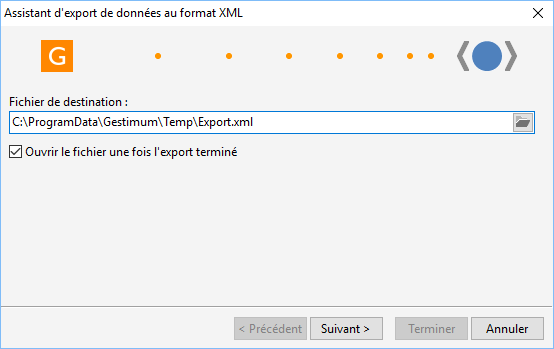 Assistant d'export de données au format XML
G
Fichier de destination :
C:\ProgramData\Gestimum\Temp\Export.xml
Ouvrir le fichier une fois l'export terminé
< Précédent
Suivant >
Terminer
Annuler